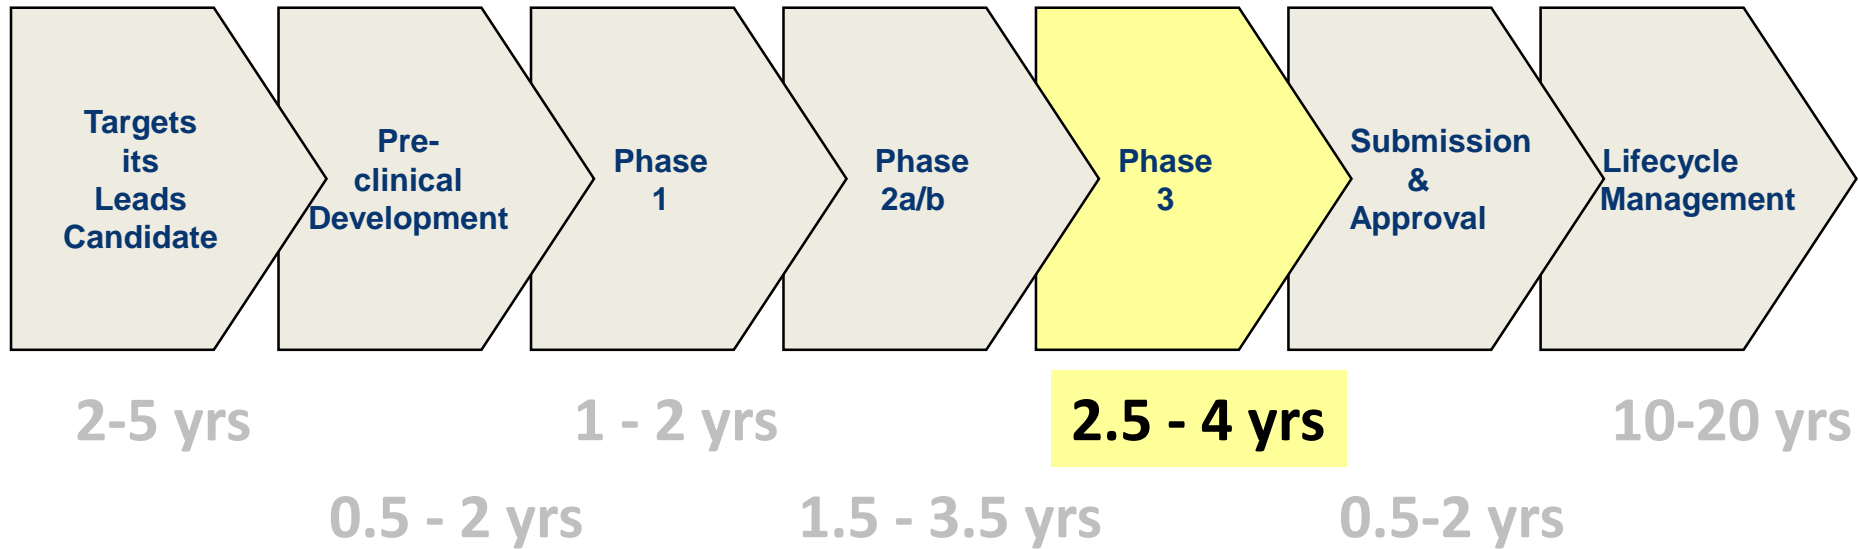 Targets
its
Leads
Candidate
Pre-
clinical
Development
Phase
1
Phase
2a/b
Phase
3
Submission
&
Approval
Lifecycle
Management
2-5 yrs
1 - 2 yrs
2.5 - 4 yrs
10-20 yrs
0.5 - 2 yrs
1.5 - 3.5 yrs
0.5-2 yrs